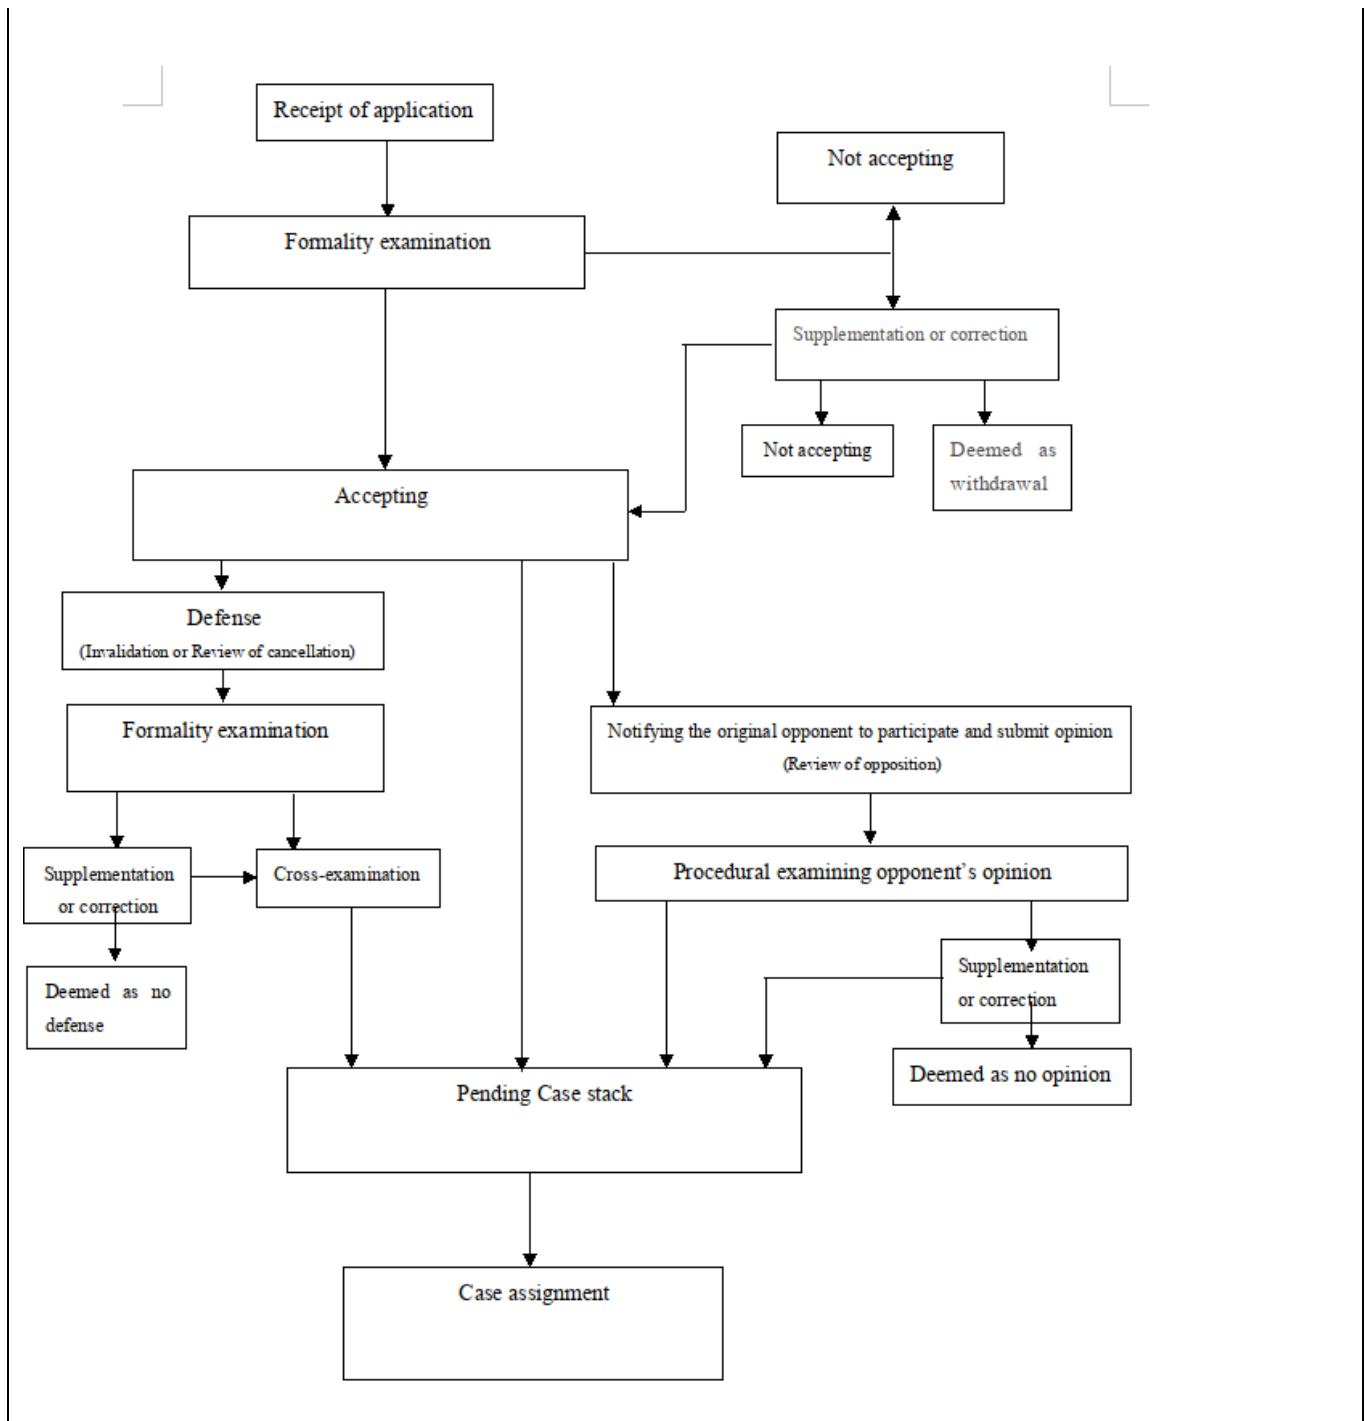 Receipt of application
Not accepting
Formality examination
Supplementation or correction
Not accepting
Deemed as
withdrawal
Accepting
Defense
(Invalidation or Review of cancellation)
Formality examination
Notifying the original opponent to participate and submit opinion
(Review of opposition)
Supplementation
or correction
Cross-examination
Procedural examining opponent’s opinion
Deemed as no
defense
Supplementation
or correction
Deemed as no opinion
Pending Case stack
Case assignment